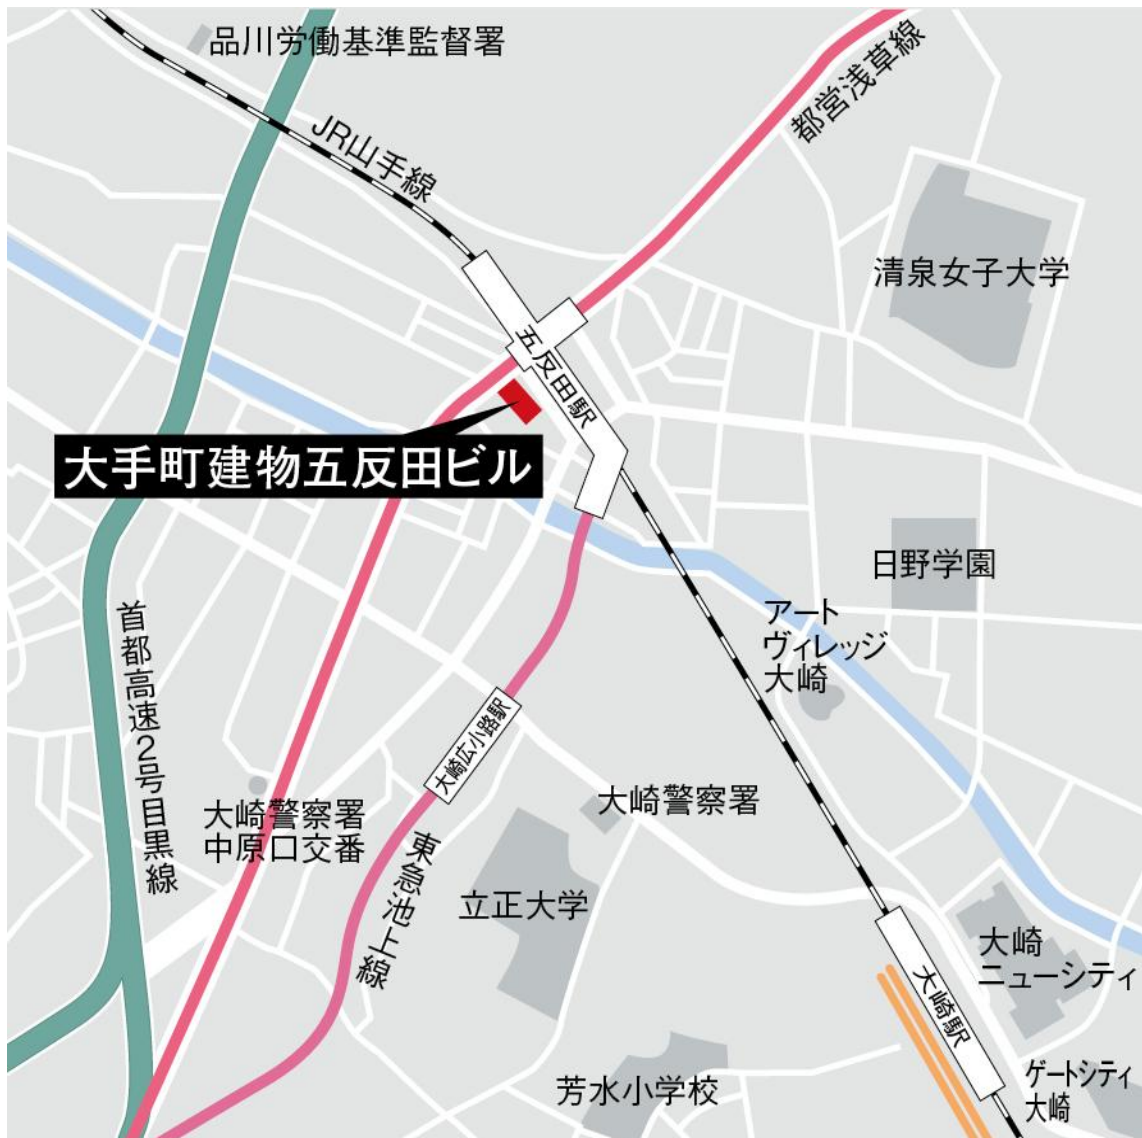 品川労働基準監督署
都営浅草線
JR山手線
清泉女子大学
五反田駅
大手町建物五反田ビル
日野学園
アート
ヴィレッジ
大崎
首都高速2号目黒線
大崎広小路駅
大崎警察署
中原口交番
大崎警察署
東急池上線
立正大学
大崎
ニューシティ
大崎駅
芳水小学校
ゲートシティ
大崎